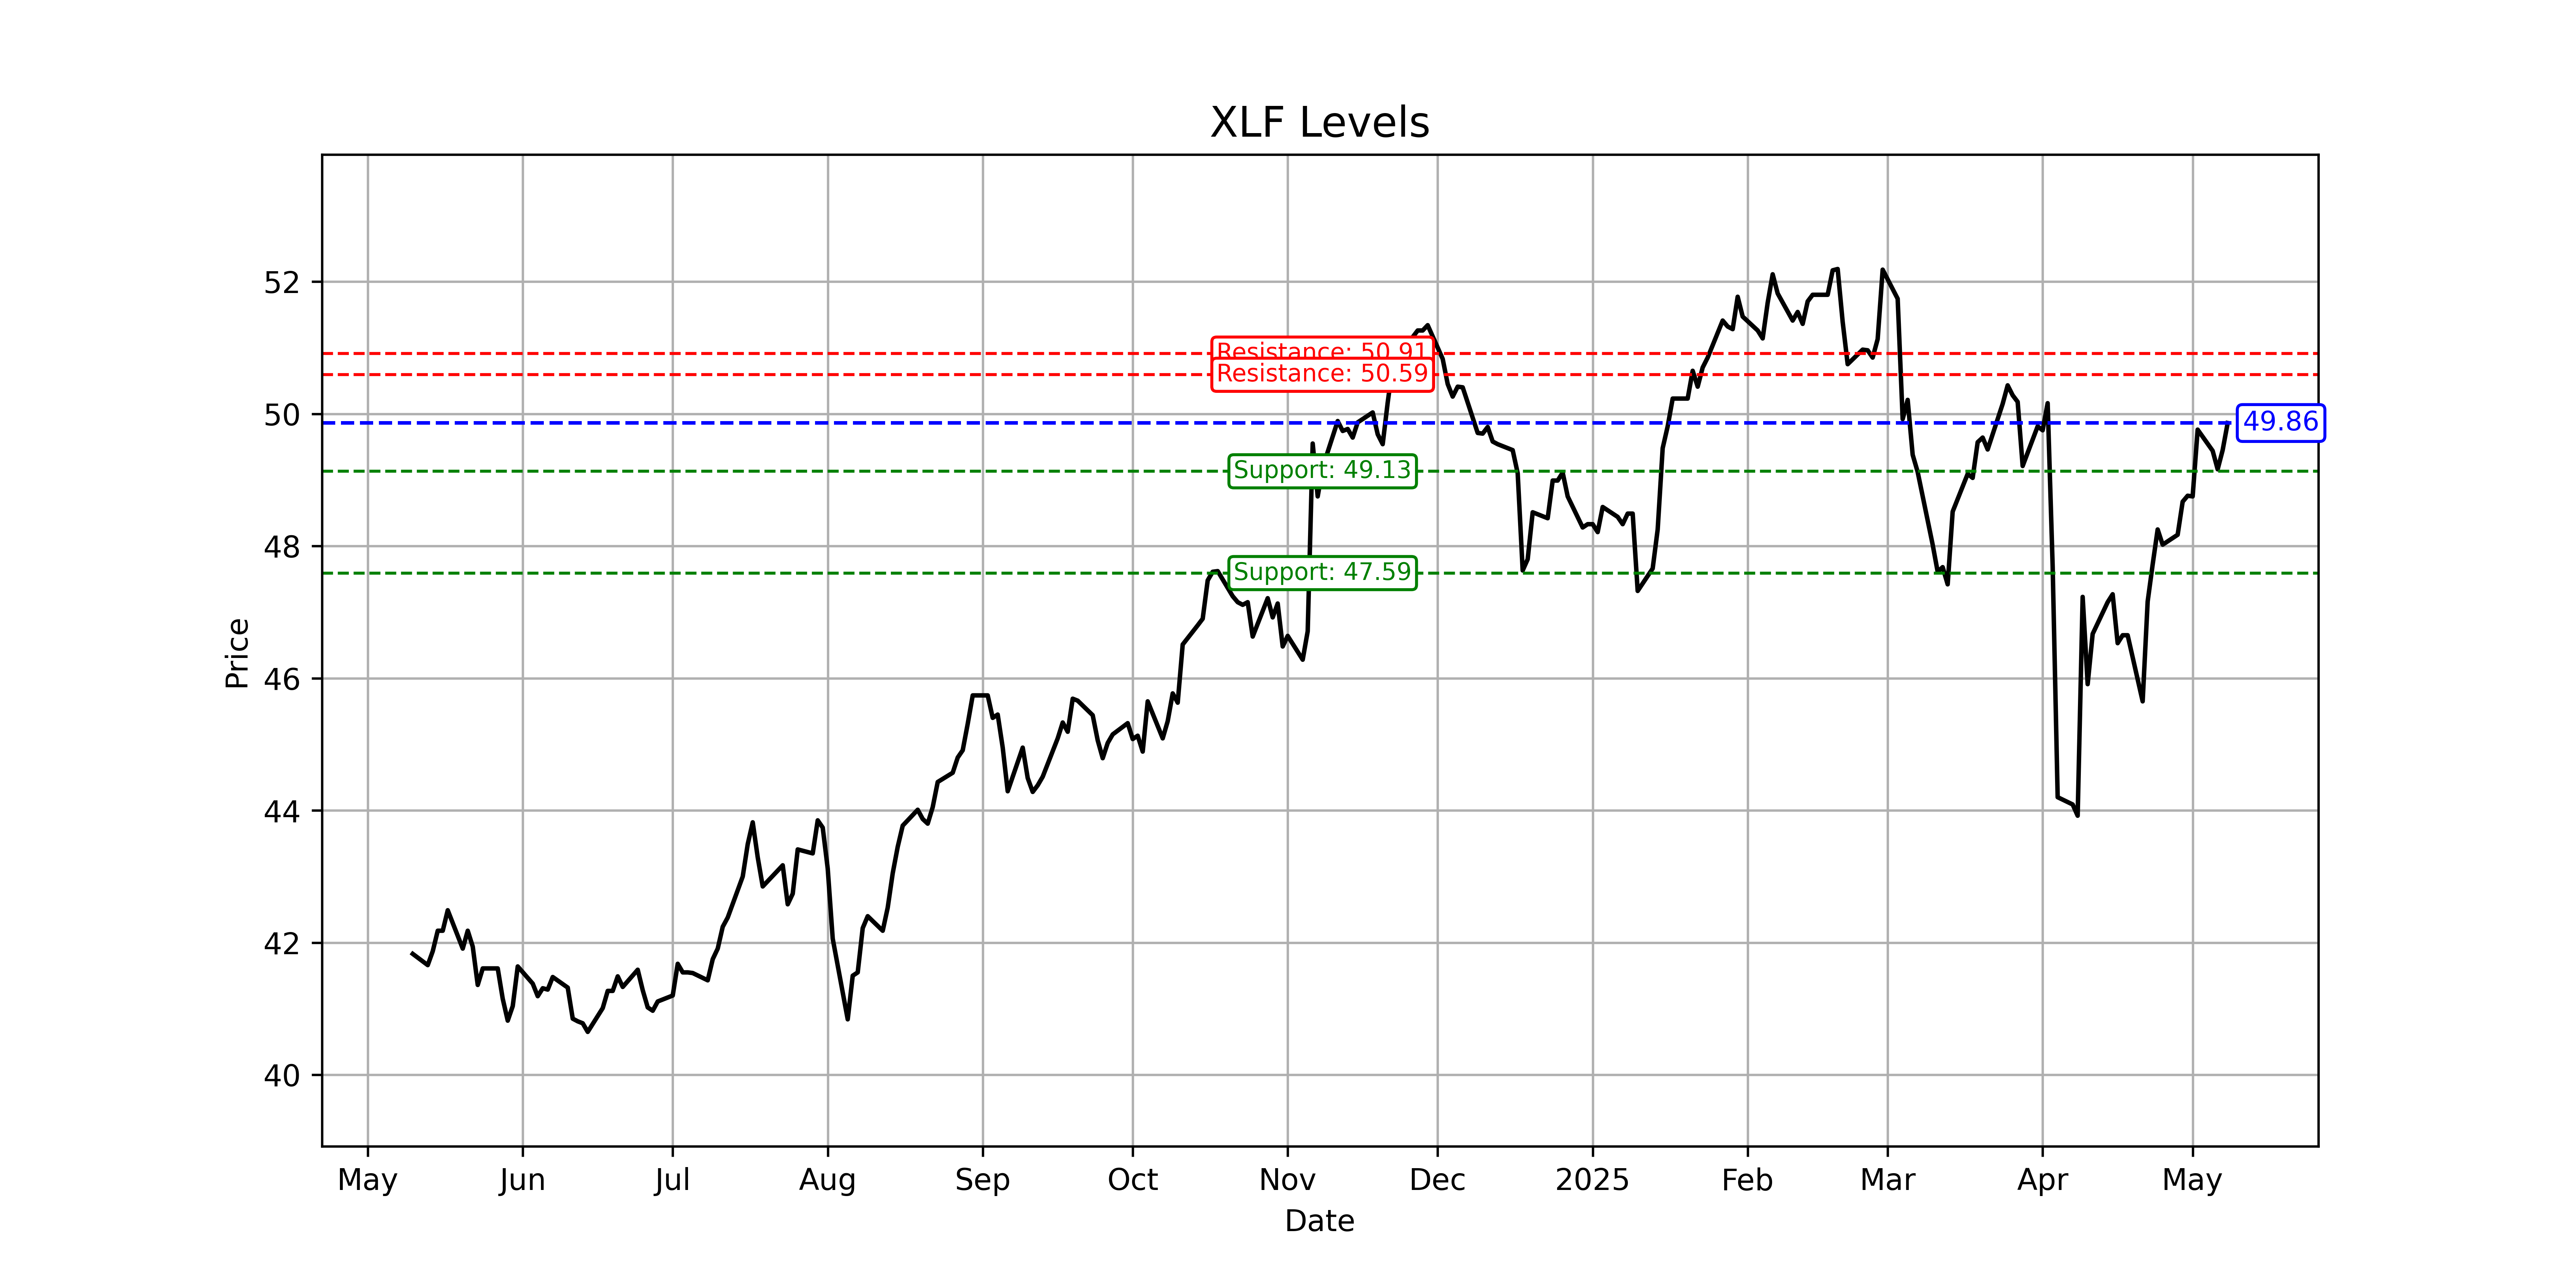 XLF Levels
52
50
48
46
44
42
40
Price
Resistance: 50.91
Resistance: 50.59
49.86
Support: 49.13
Support: 47.59
May Jun Jul Aug Sep Oct Nov Dec 2025 Feb Mar Apr May
Date